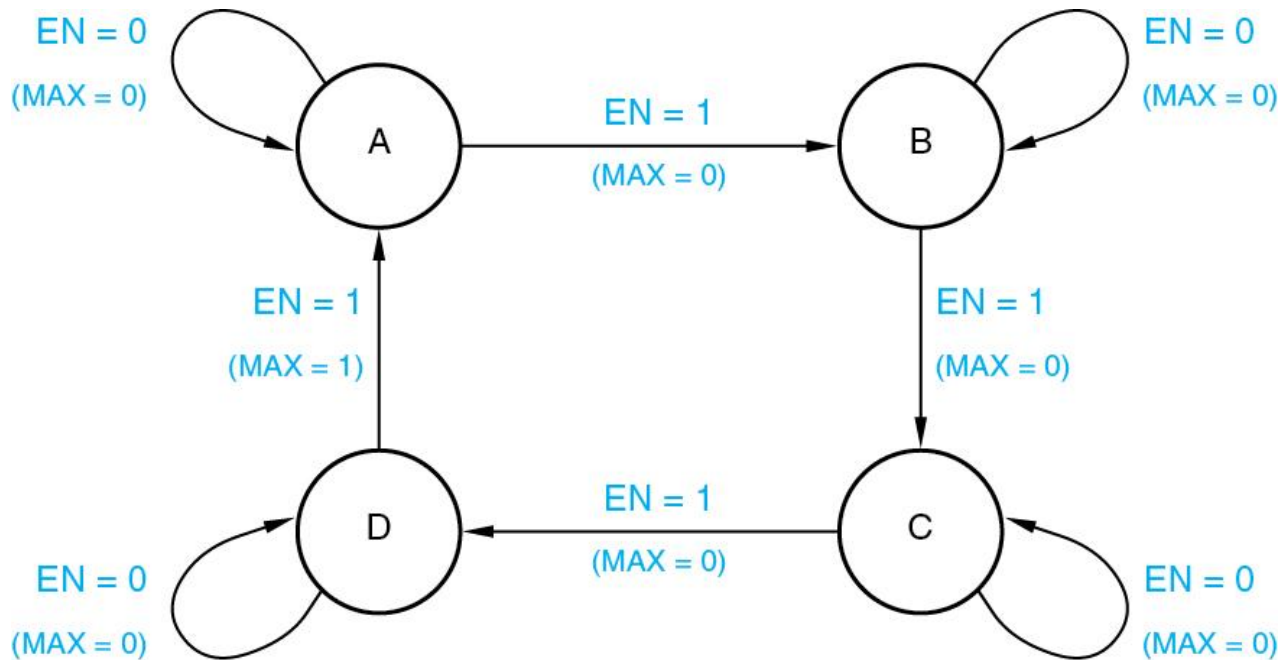 EN = 0
(MAX = 0)
A
EN = 1
(MAX = 0)
B
EN = 0
(MAX = 0)
EN = 1
(MAX = 1)
EN = 1
(MAX = 0)
EN = 0
(MAX = 0)
D
EN = 1
(MAX = 0)
C
EN = 0
(MAX = 0)